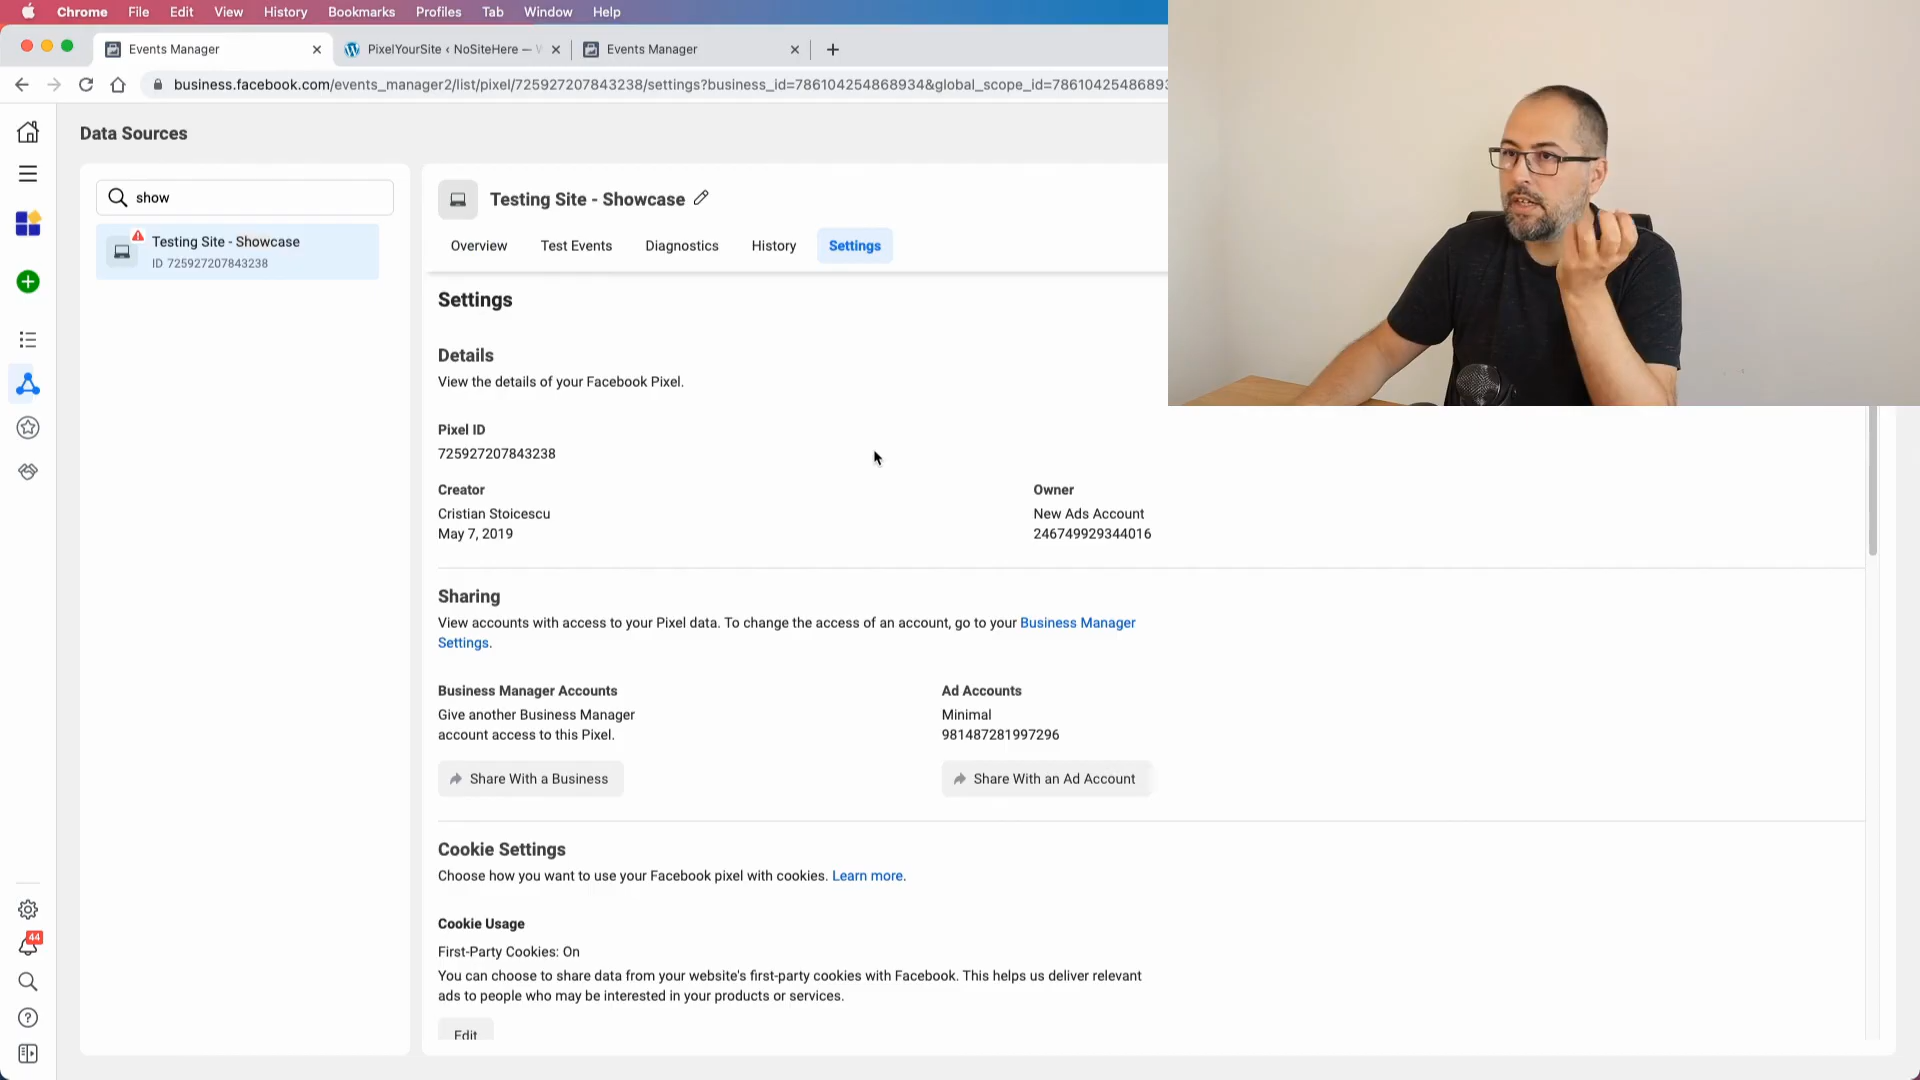 Chrome File Edit View History Bookmarks Profiles Tab Window Help
Events Manager
PixelYourSite ‹ NoSiteHere —
Events Manager
business.facebook.com/events_manager2/list/pixel/725927207843238/settings?business_id=786104254868934&global_scope_id=78610425486893
Data Sources
show
Testing Site - Showcase
ID 725927207843238
Testing Site - Showcase
Overview Test Events Diagnostics History Settings
Settings
Details
View the details of your Facebook Pixel.
Pixel ID
725927207843238
Creator
Cristian Stoicescu
May 7, 2019
Owner
New Ads Account
246749929344016
Sharing
View accounts with access to your Pixel data. To change the access of an account, go to your Business Manager
Settings.
Business Manager Accounts
Give another Business Manager
account access to this Pixel.
Share With a Business
Ad Accounts
Minimal
981487281997296
Share With an Ad Account
Cookie Settings
Choose how you want to use your Facebook pixel with cookies. Learn more.
Cookie Usage
First-Party Cookies: On
You can choose to share data from your website's first-party cookies with Facebook. This helps us deliver relevant
ads to people who may be interested in your products or services.
Edit
44